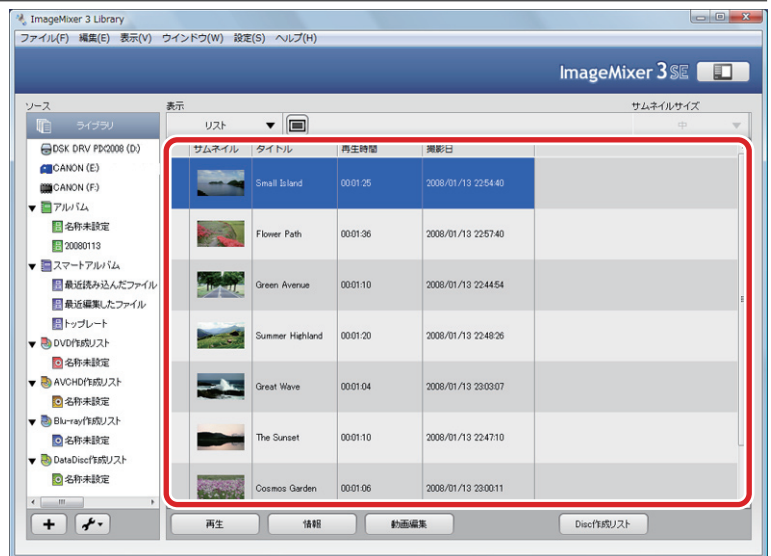 ImageMixer 3 Library
ファイル(F) 編集(E) 表示(V) ウインドウ(W) 設定(S) ヘルプ(H)
ImageMixer 3 SE
ソース
ライブラリ
DSK DRV PDX2008 (D:)
CANON (E:)
CANON (F:)
アルバム
名称未設定
20080113
スマートアルバム
最近読み込んだファイル
最近編集したファイル
トップレート
DVD作成リスト
名称未設定
AVCHD作成リスト
名称未設定
Blu-ray作成リスト
名称未設定
DataDisc作成リスト
名称未設定
表示
リスト
サムネイルサイズ
中
サムネイル タイトル 再生時間 撮影日
Small Island 00:01:25 2008/01/13 22:54:40
Flower Path 00:01:36 2008/01/13 22:57:40
Green Avenue 00:01:10 2008/01/13 22:44:54
Summer Highland 00:01:20 2008/01/13 22:48:26
Great Wave 00:01:04 2008/01/13 23:03:07
The Sunset 00:01:10 2008/01/13 22:47:10
Cosmos Garden 00:01:06 2008/01/13 23:00:11
再生 情報 動画編集 Disc作成リスト